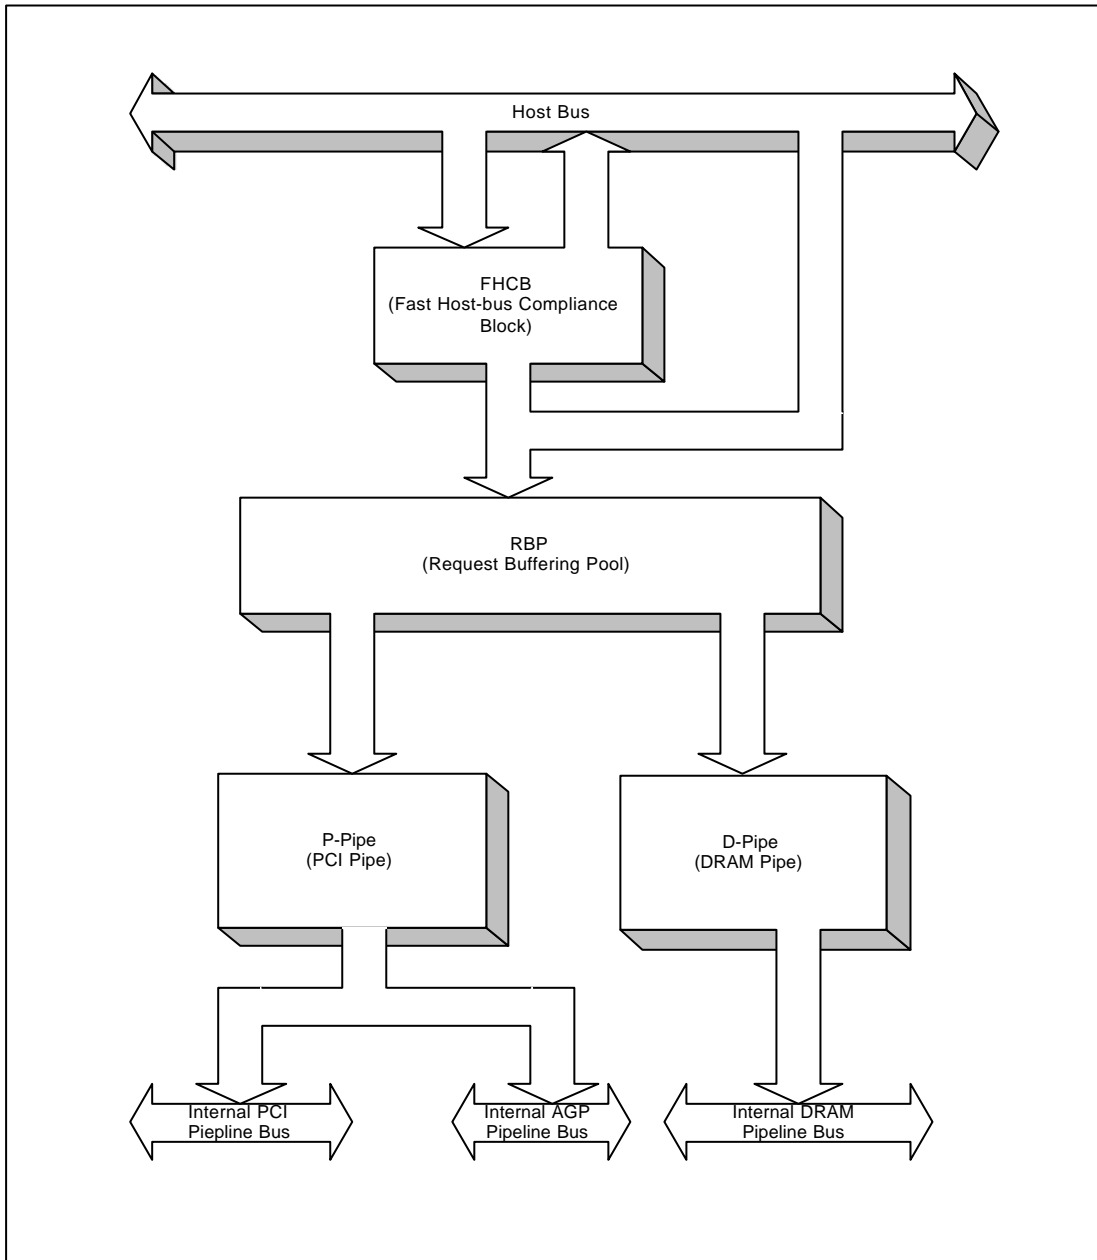 Host Bus
FHCB
(Fast Host-bus Compliance
Block)
RBP
(Request Buffering Pool)
P-Pipe
(PCI Pipe)
D-Pipe
(DRAM Pipe)
Internal PCI
Piepline Bus
Internal AGP
Pipeline Bus
Internal DRAM
Pipeline Bus